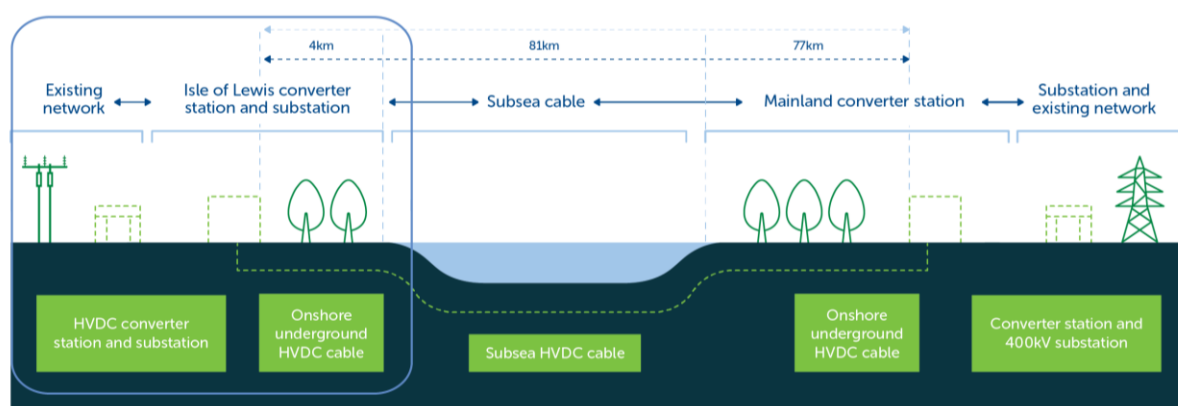 4km
81km
77km
Existing
network
Isle of Lewis converter
station and substation
Subsea cable
Mainland converter station
Substation and
existing network
HVDC converter
station and substation
Onshore
underground
HVDC cable
Subsea HVDC cable
Onshore
underground
HVDC cable
Converter station and
400kV substation